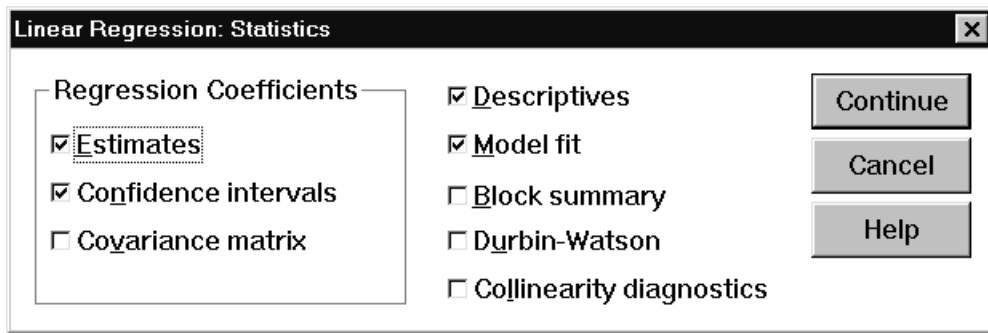 Linear Regression: Statistics
Regression Coefficients
Estimates
Confidence intervals
Covariance matrix
Descriptives
Model fit
Block summary
Durbin-Watson
Collinearity diagnostics
Continue
Cancel
Help